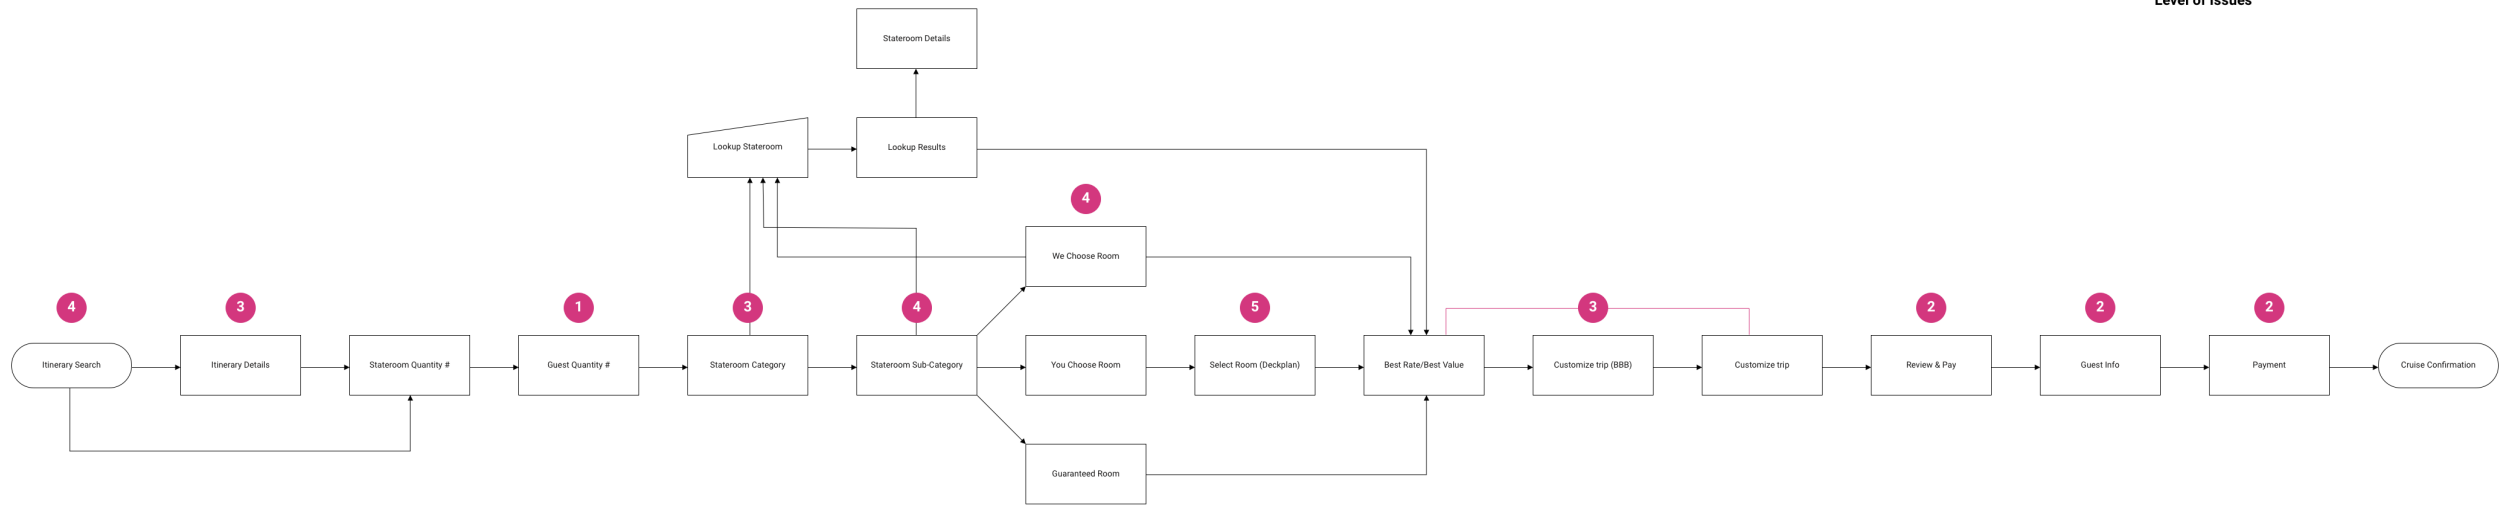 Level of Issues
Stateroom Details
Lookup Stateroom
Lookup Results
4
We Choose Room
4
3
1
3
4
5
3
2
2
2
Itinerary Search
Itinerary Details
Stateroom Quantity #
Guest Quantity #
Stateroom Category
Stateroom Sub-Category
You Choose Room
Select Room (Deckplan)
Best Rate/Best Value
Customize trip (BBB)
Customize trip
Review & Pay
Guest Info
Payment
Cruise Confirmation
Guaranteed Room